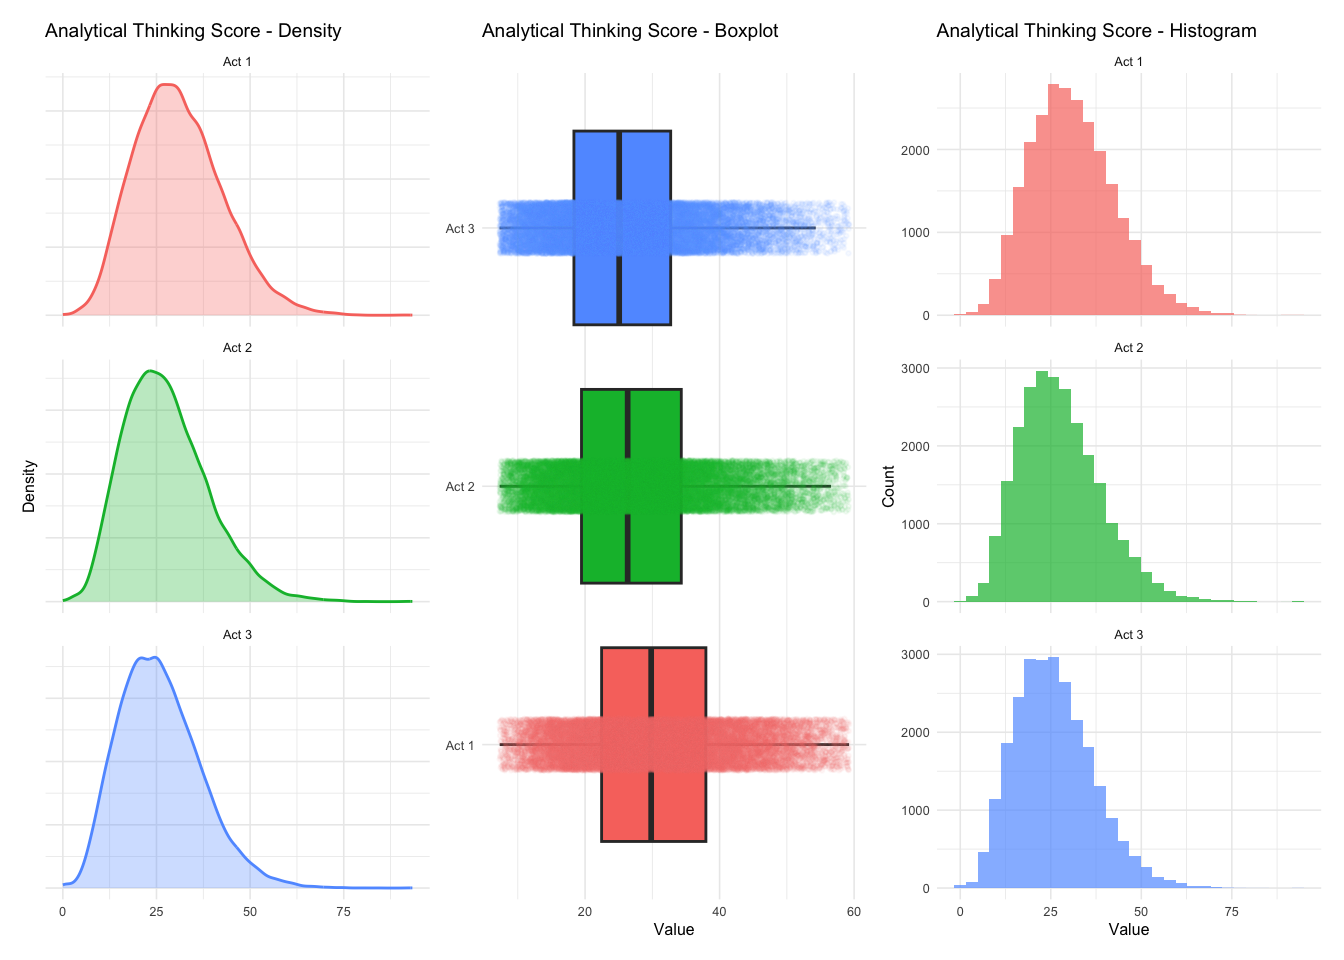 Analytical Thinking Score - Density
Act 1
Act 2
Act 3
Density
0 25 50 75
Analytical Thinking Score - Boxplot
Act 3
Act 2
Act 1
20 40 60
Value
Analytical Thinking Score - Histogram
Act 1
2000
1000
0
Act 2
3000
2000
1000
0
Act 3
3000
2000
1000
0
Count
0 25 50 75
Value